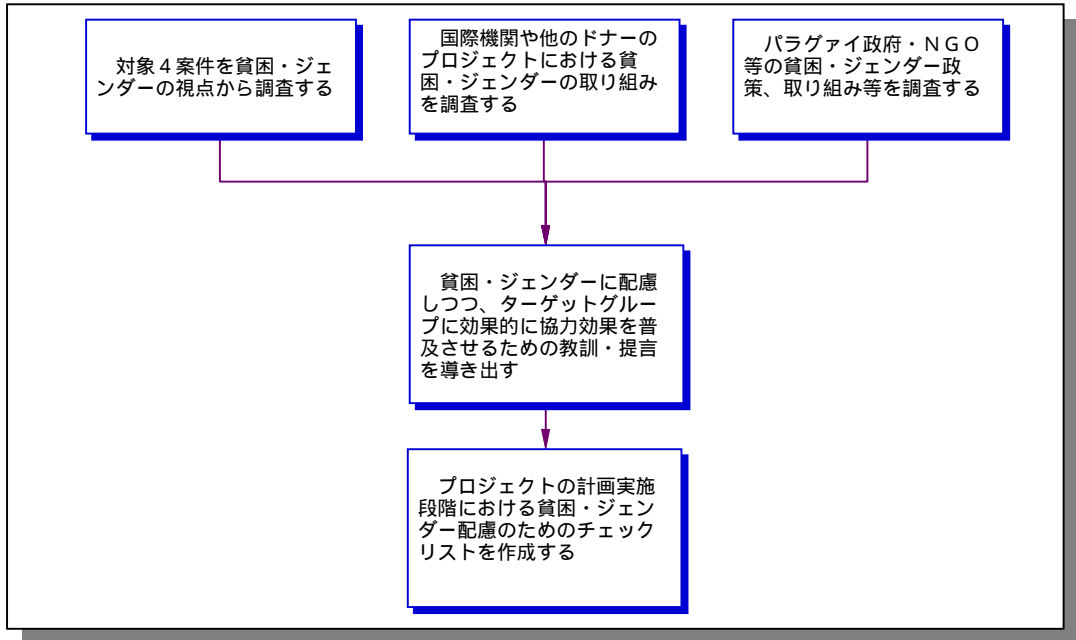 対象４案件を貧困・ジェ
ンダーの視点から調査する
国際機関や他のドナーの
プロジェクトにおける貧
困・ジェンダーの取り組み
を調査する
パラグァイ政府・ＮＧＯ
等の貧困・ジェンダー政
策、取り組み等を調査する
貧困・ジェンダーに配慮
しつつ、ターゲットグルー
プに効果的に協力効果を普
及させるための教訓・提言
を導き出す
プロジェクトの計画実施
段階における貧困・ジェン
ダー配慮のためのチェック
リストを作成する